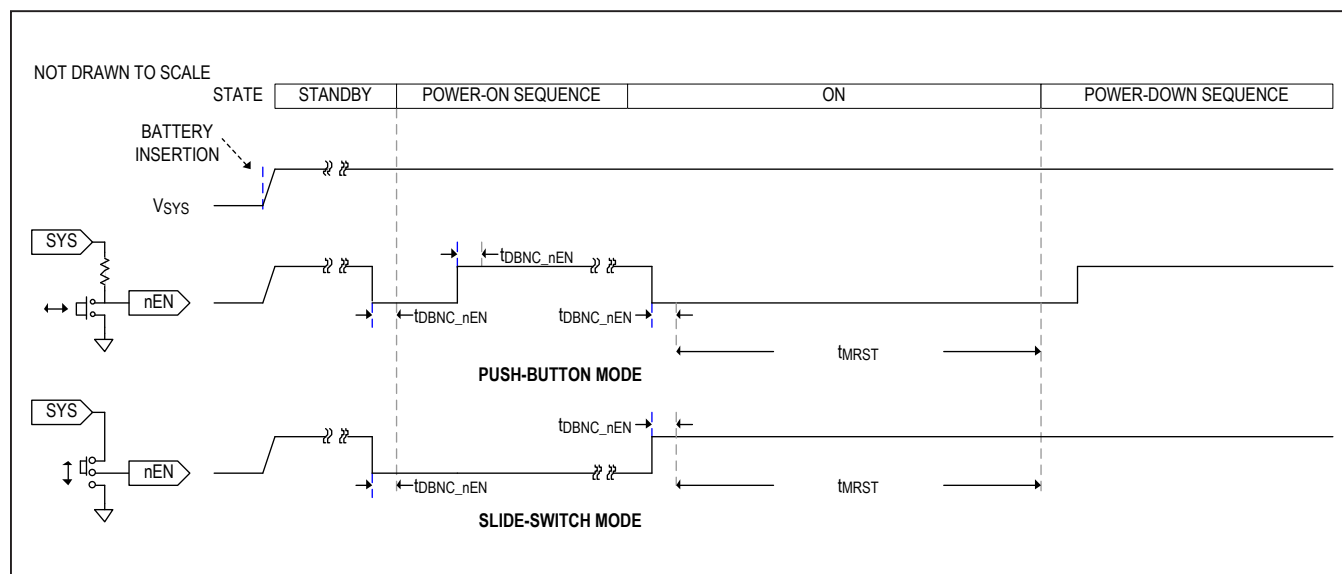 NOT DRAWN TO SCALE
STATE STANDBY POWER-ON SEQUENCE ON POWER-DOWN SEQUENCE
BATTERY
INSERTION
VSYS
SYS
nEN
tDBNC_nEN
tDBNC_nEN
tDBNC_nEN
tMRST
PUSH-BUTTON MODE
SYS
nEN
tDBNC_nEN
tDBNC_nEN
tMRST
SLIDE-SWITCH MODE